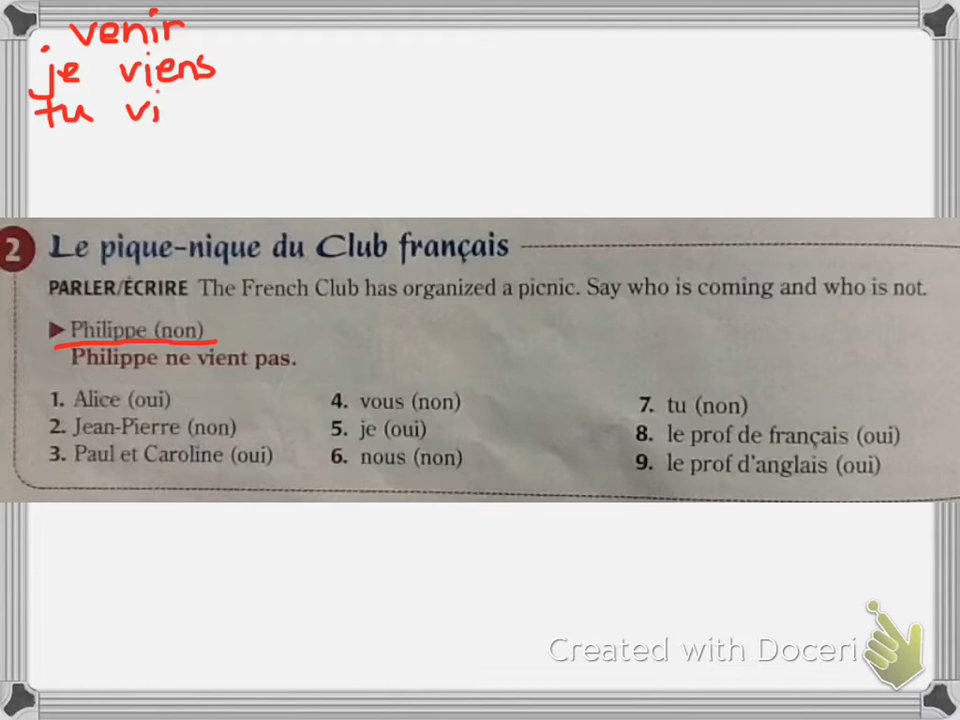 venir
je viens
tu vi
2 Le pique-nique du Club français
PARLER/ÉCRIRE The French Club has organized a picnic. Say who is coming and who is not.
▶ Philippe (non)
Philippe ne vient pas.
1. Alice (oui)
2. Jean-Pierre (non)
3. Paul et Caroline (oui)
4. vous (non)
5. je (oui)
6. nous (non)
7. tu (non)
8. le prof de français (oui)
9. le prof d'anglais (oui)
Created with Doceri